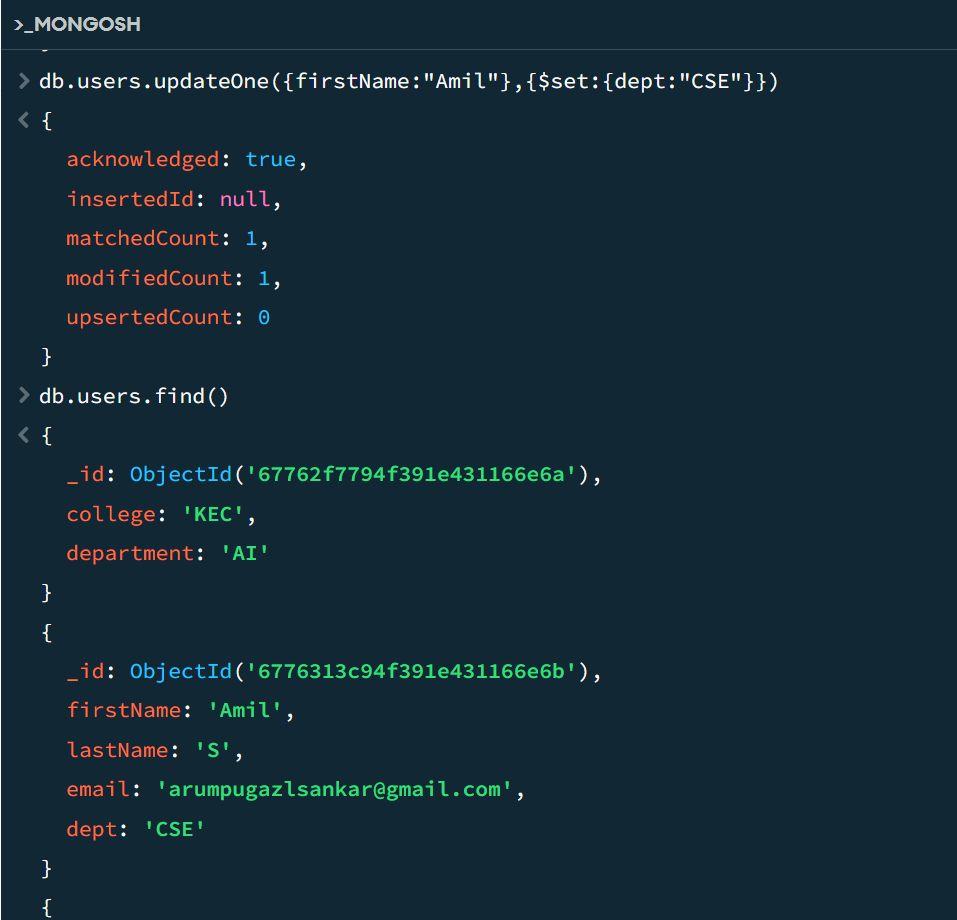 >_MONGOSH
> db.users.updateOne({firstName:"Amil"},{$set:{dept:"CSE"}})
< {
acknowledged: true,
insertedId: null,
matchedCount: 1,
modifiedCount: 1,
upsertedCount: 0
}
> db.users.find()
< {
_id: ObjectId('67762f7794f391e431166e6a'),
college: 'KEC',
department: 'AI'
}
{
_id: ObjectId('6776313c94f391e431166e6b'),
firstName: 'Amil',
lastName: 'S',
email: 'arumpugazlsankar@gmail.com',
dept: 'CSE'
}
{